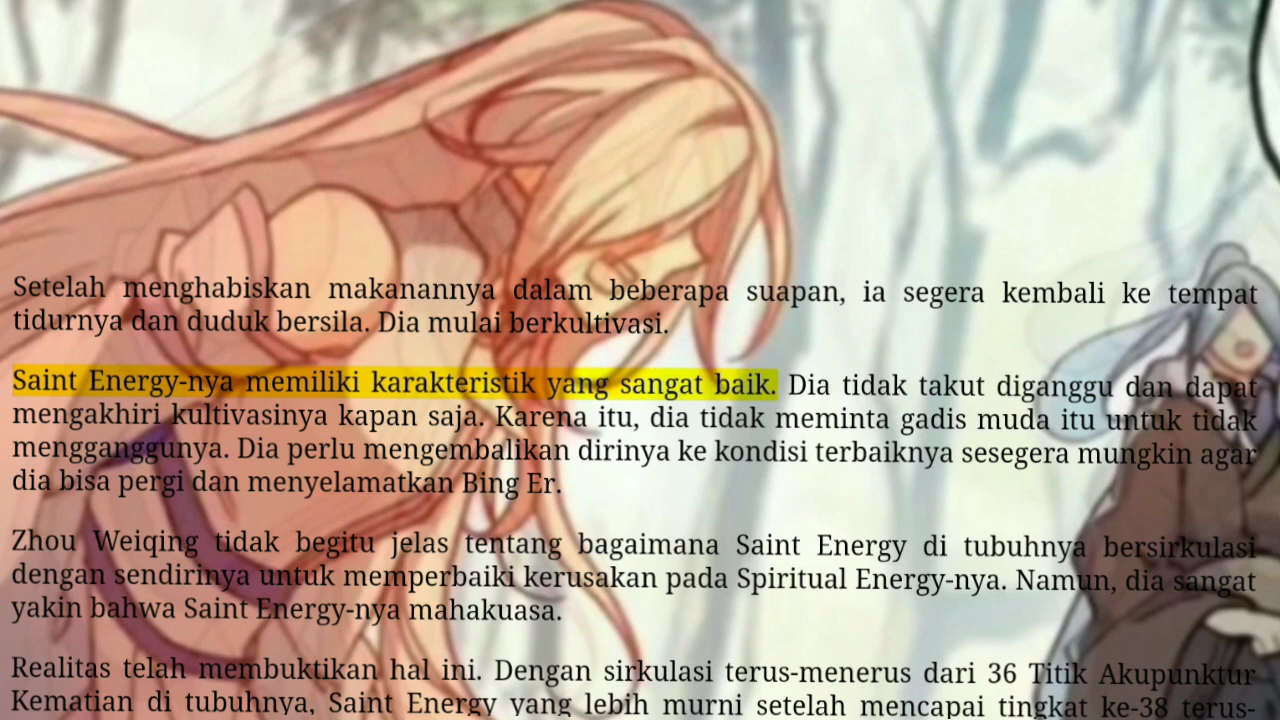 Setelah menghabiskan makanannya dalam beberapa suapan, ia segera kembali ke tempat
tidurnya dan duduk bersila. Dia mulai berkultivasi.
Saint Energy-nya memiliki karakteristik yang sangat baik. Dia tidak takut diganggu dan dapat
mengakhiri kultivasinya kapan saja. Karena itu, dia tidak meminta gadis muda itu untuk tidak
mengganggunya. Dia perlu mengembalikan dirinya ke kondisi terbaiknya sesegera mungkin agar
dia bisa pergi dan menyelamatkan Bing Er.
Zhou Weiqing tidak begitu jelas tentang bagaimana Saint Energy di tubuhnya bersirkulasi
dengan sendirinya untuk memperbaiki kerusakan pada Spiritual Energy-nya. Namun, dia sangat
yakin bahwa Saint Energy-nya mahakuasa.
Realitas telah membuktikan hal ini. Dengan sirkulasi terus-menerus dari 36 Titik Akupunktur
Kematian di tubuhnya, Saint Energy yang lebih murni setelah mencapai tingkat ke-38 terus-